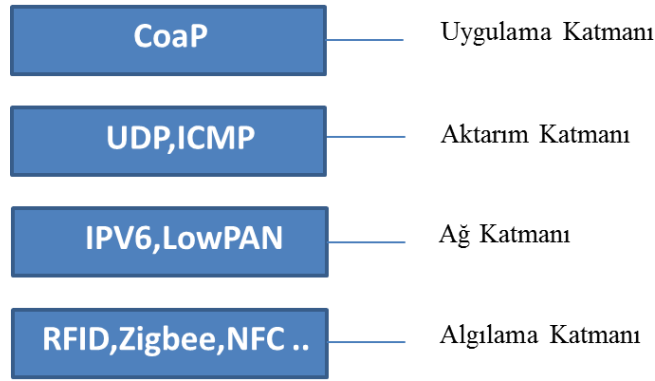 CoaP Uygulama Katmanı
UDP,ICMP Aktarım Katmanı
IPV6,LowPAN Ağ Katmanı
RFID,Zigbee,NFC .. Algılama Katmanı